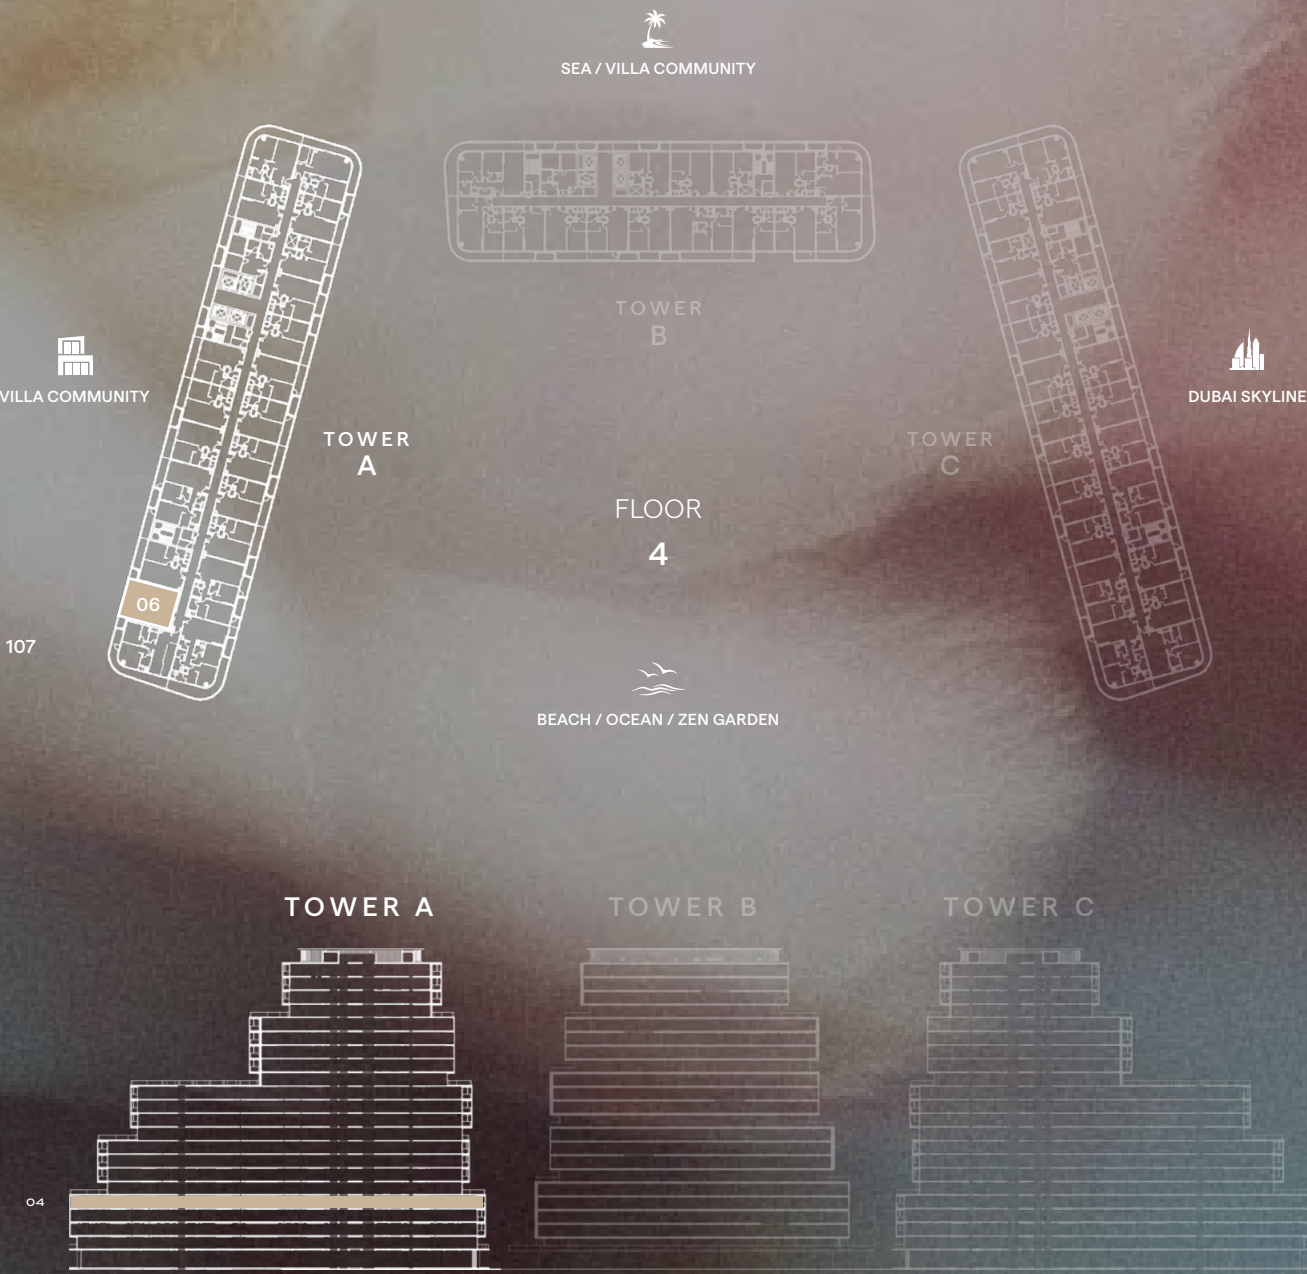 SEA / VILLA COMMUNITY
TOWER
B
VILLA COMMUNITY
DUBAI SKYLINE
TOWER
A
TOWER
C
FLOOR
4
06
107
BEACH / OCEAN / ZEN GARDEN
TOWER A
TOWER B
TOWER C
04